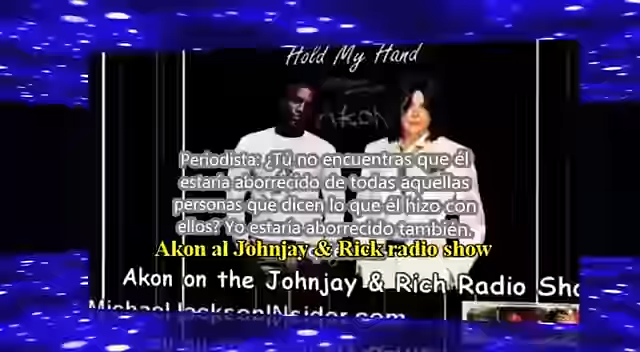 Hold My Hand
Akon
Periodista: ¿Tú no encuentras que él
estaría aborrecido de todas aquellas
personas que dicen lo que él hizo con
ellos? Yo estaría aborrecido también.
Akon al Johnjay & Rick radio show
Akon on the Johnjay & Rich Radio Sho
MichaelJacksonINsider.com